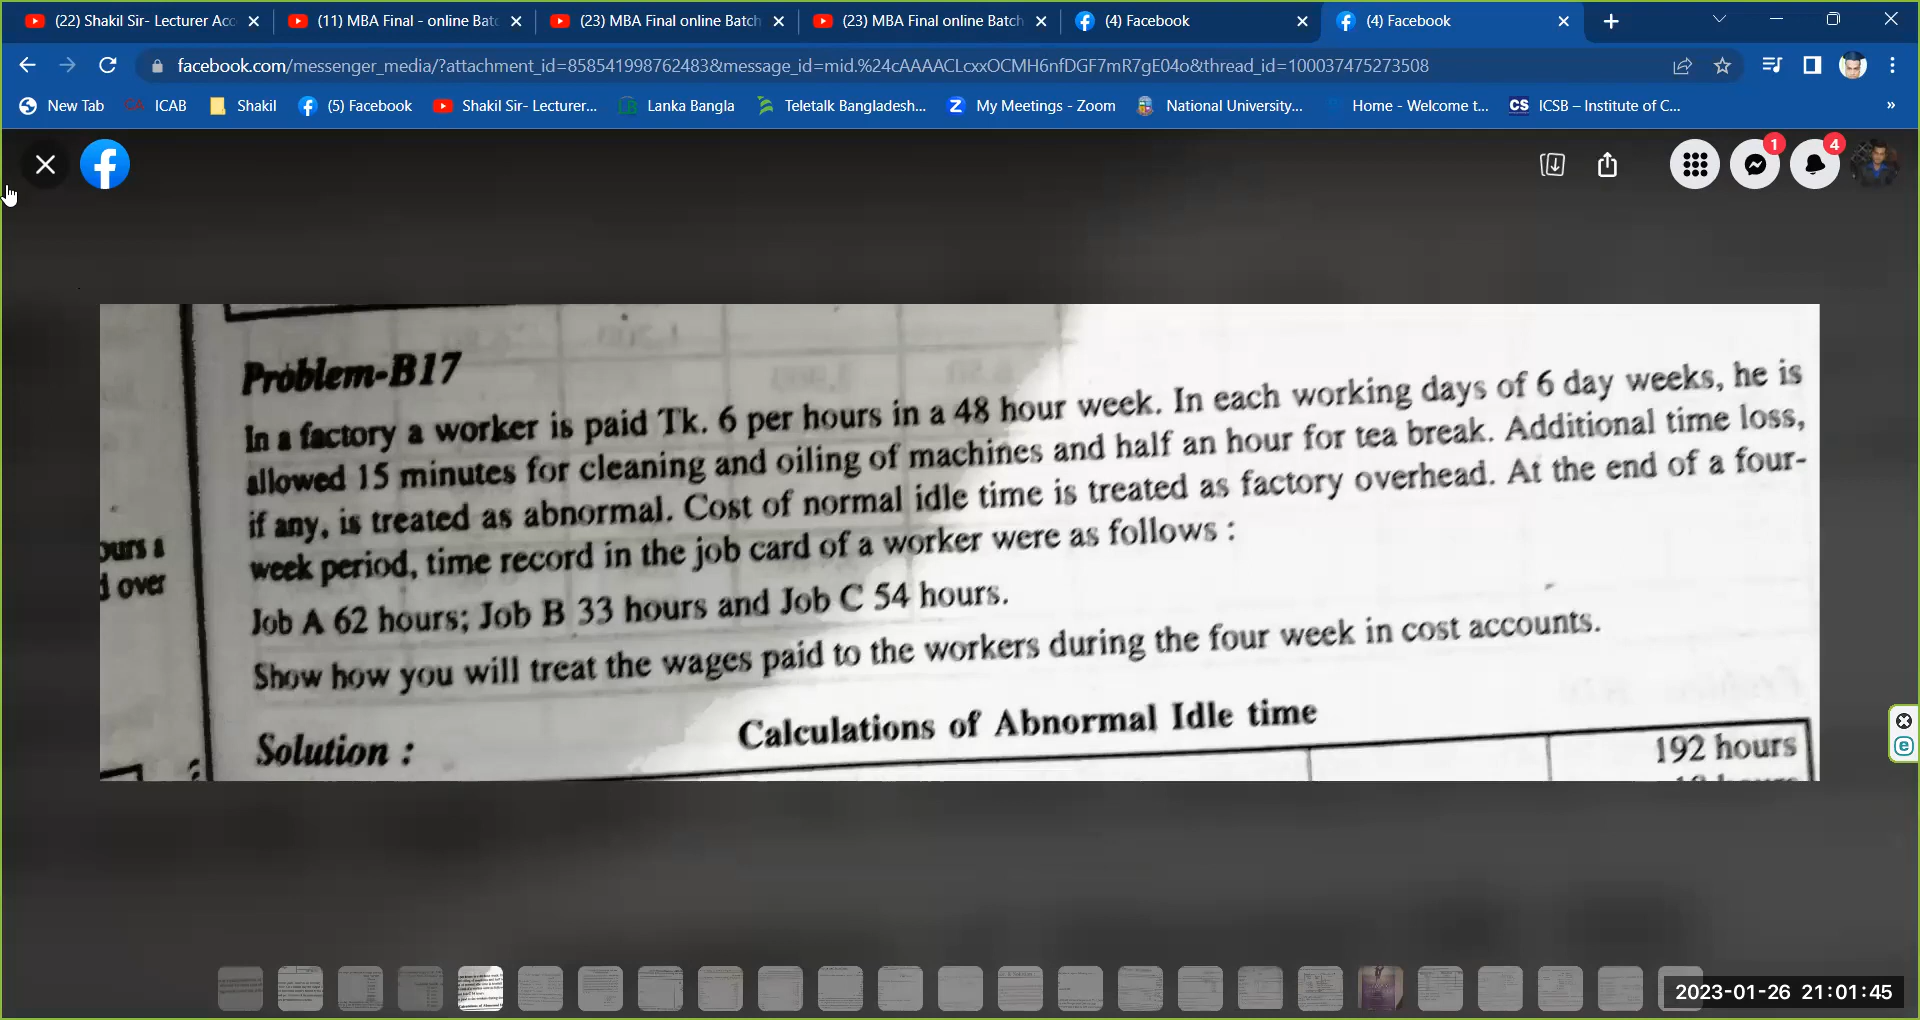 (22) Shakil Sir- Lecturer Acc
(11) MBA Final - online Batc
(23) MBA Final online Batch
(23) MBA Final online Batch
(4) Facebook
(4) Facebook
facebook.com/messenger_media/?attachment_id=858541998762483&message_id=mid.%24cAAAACLcxxOCMH6nfDGF7mR7gE04o&thread_id=100037475273508
New Tab
CA ICAB
Shakil
(5) Facebook
Shakil Sir- Lecturer...
Lanka Bangla
Teletalk Bangladesh...
Z My Meetings - Zoom
National University...
Home - Welcome t...
CS ICSB – Institute of C...
»
1
4
Problem-B17
In a factory a worker is paid Tk. 6 per hours in a 48 hour week. In each working days of 6 day weeks, he is
allowed 15 minutes for cleaning and oiling of machines and half an hour for tea break. Additional time loss,
if any, is treated as abnormal. Cost of normal idle time is treated as factory overhead. At the end of a four-
week period, time record in the job card of a worker were as follows :
ours a
d over
Job A 62 hours; Job B 33 hours and Job C 54 hours.
Show how you will treat the wages paid to the workers during the four week in cost accounts.
Solution :
Calculations of Abnormal Idle time
192 hours
2023-01-26 21:01:45